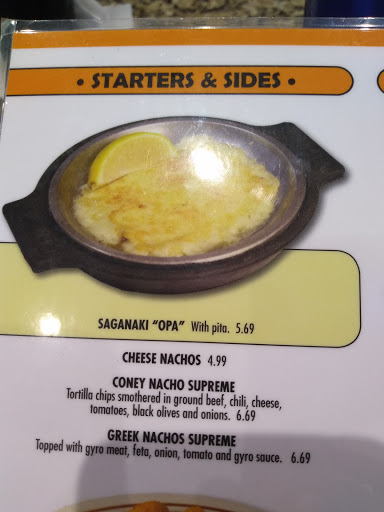 • STARTERS & SIDES •
SAGANAKI “OPA” With pita. 5.69
CHEESE NACHOS 4.99
CONEY NACHO SUPREME
Tortilla chips smothered in ground beef, chili, cheese,
tomatoes, black olives and onions. 6.69
GREEK NACHOS SUPREME
Topped with gyro meat, feta, onion, tomato and gyro sauce. 6.69